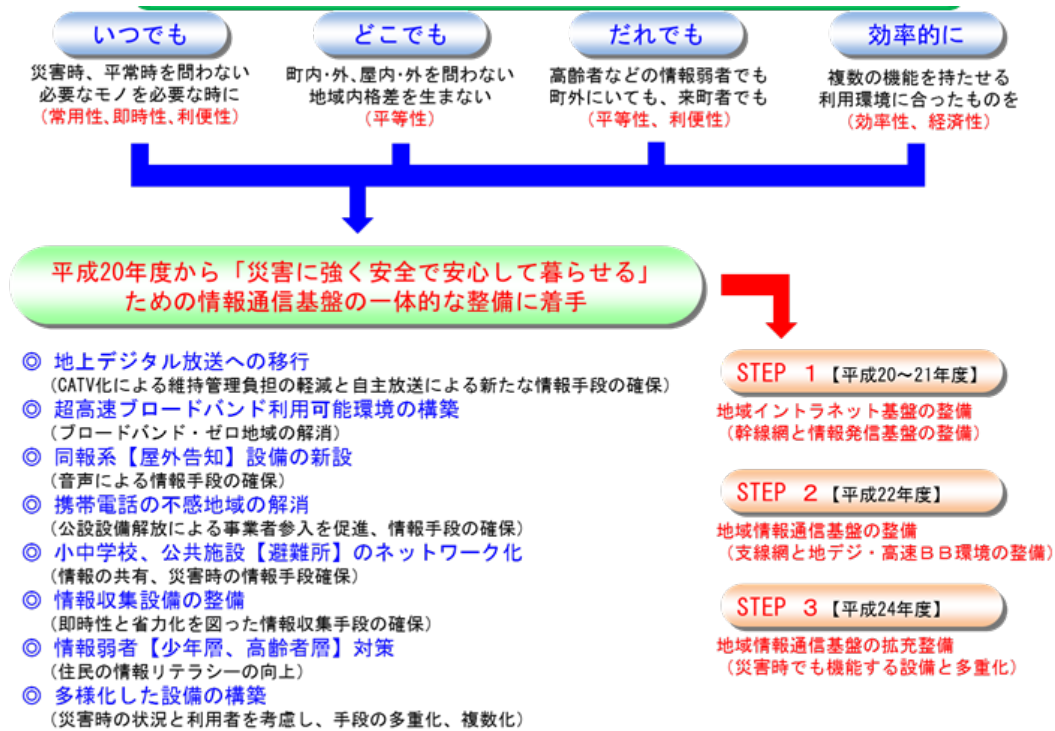 いつでも
災害時、平常時を問わない
必要なモノを必要な時に
(常用性、即時性、利便性)
どこでも
町内・外、屋内・外を問わない
地域内格差を生まない
(平等性)
だれでも
高齢者などの情報弱者でも
町外にいても、来町者でも
(平等性、利便性)
効率的に
複数の機能を持たせる
利用環境に合ったものを
(効率性、経済性)
平成20年度から「災害に強く安全で安心して暮らせる」
ための情報通信基盤の一体的な整備に着手
◎ 地上デジタル放送への移行
(CATV化による維持管理負担の軽減と自主放送による新たな情報手段の確保)
◎ 超高速ブロードバンド利用可能環境の構築
(ブロードバンド・ゼロ地域の解消)
◎ 同報系【屋外告知】設備の新設
(音声による情報手段の確保)
◎ 携帯電話の不感地域の解消
(公設設備解放による事業者参入を促進、情報手段の確保)
◎ 小中学校、公共施設【避難所】のネットワーク化
(情報の共有、災害時の情報手段確保)
◎ 情報収集設備の整備
(即時性と省力化を図った情報収集手段の確保)
◎ 情報弱者【少年層、高齢者層】対策
(住民の情報リテラシーの向上)
◎ 多様化した設備の構築
(災害時の状況と利用者を考慮し、手段の多重化、複数化)
STEP 1【平成20～21年度】
地域イントラネット基盤の整備
(幹線網と情報発信基盤の整備)
STEP 2【平成22年度】
地域情報通信基盤の整備
(支線網と地デジ・高速BB環境の整備)
STEP 3【平成24年度】
地域情報通信基盤の拡充整備
(災害時でも機能する設備と多重化)